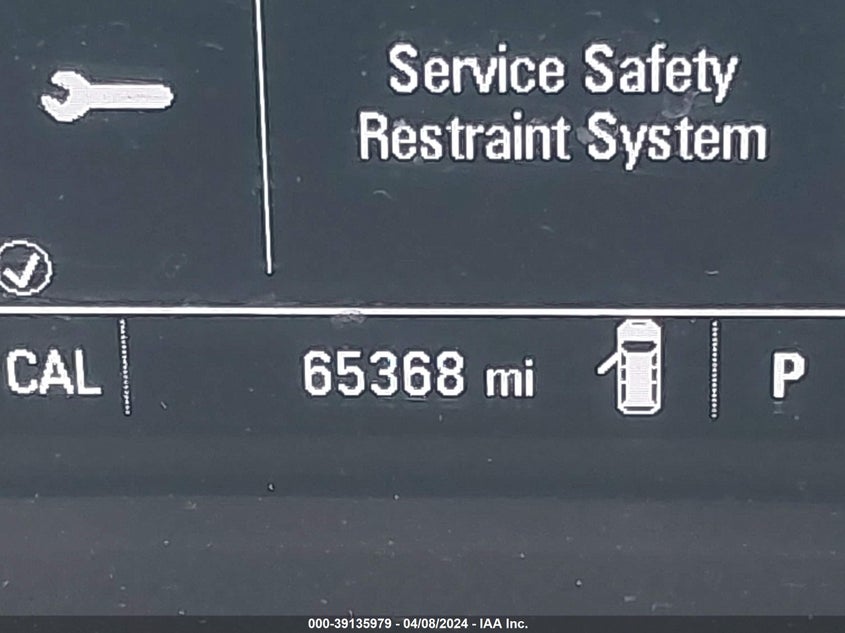 Service Safety
Restraint System
CAL
65368 mi
P
000-39135979 - 04/08/2024 - IAA Inc.